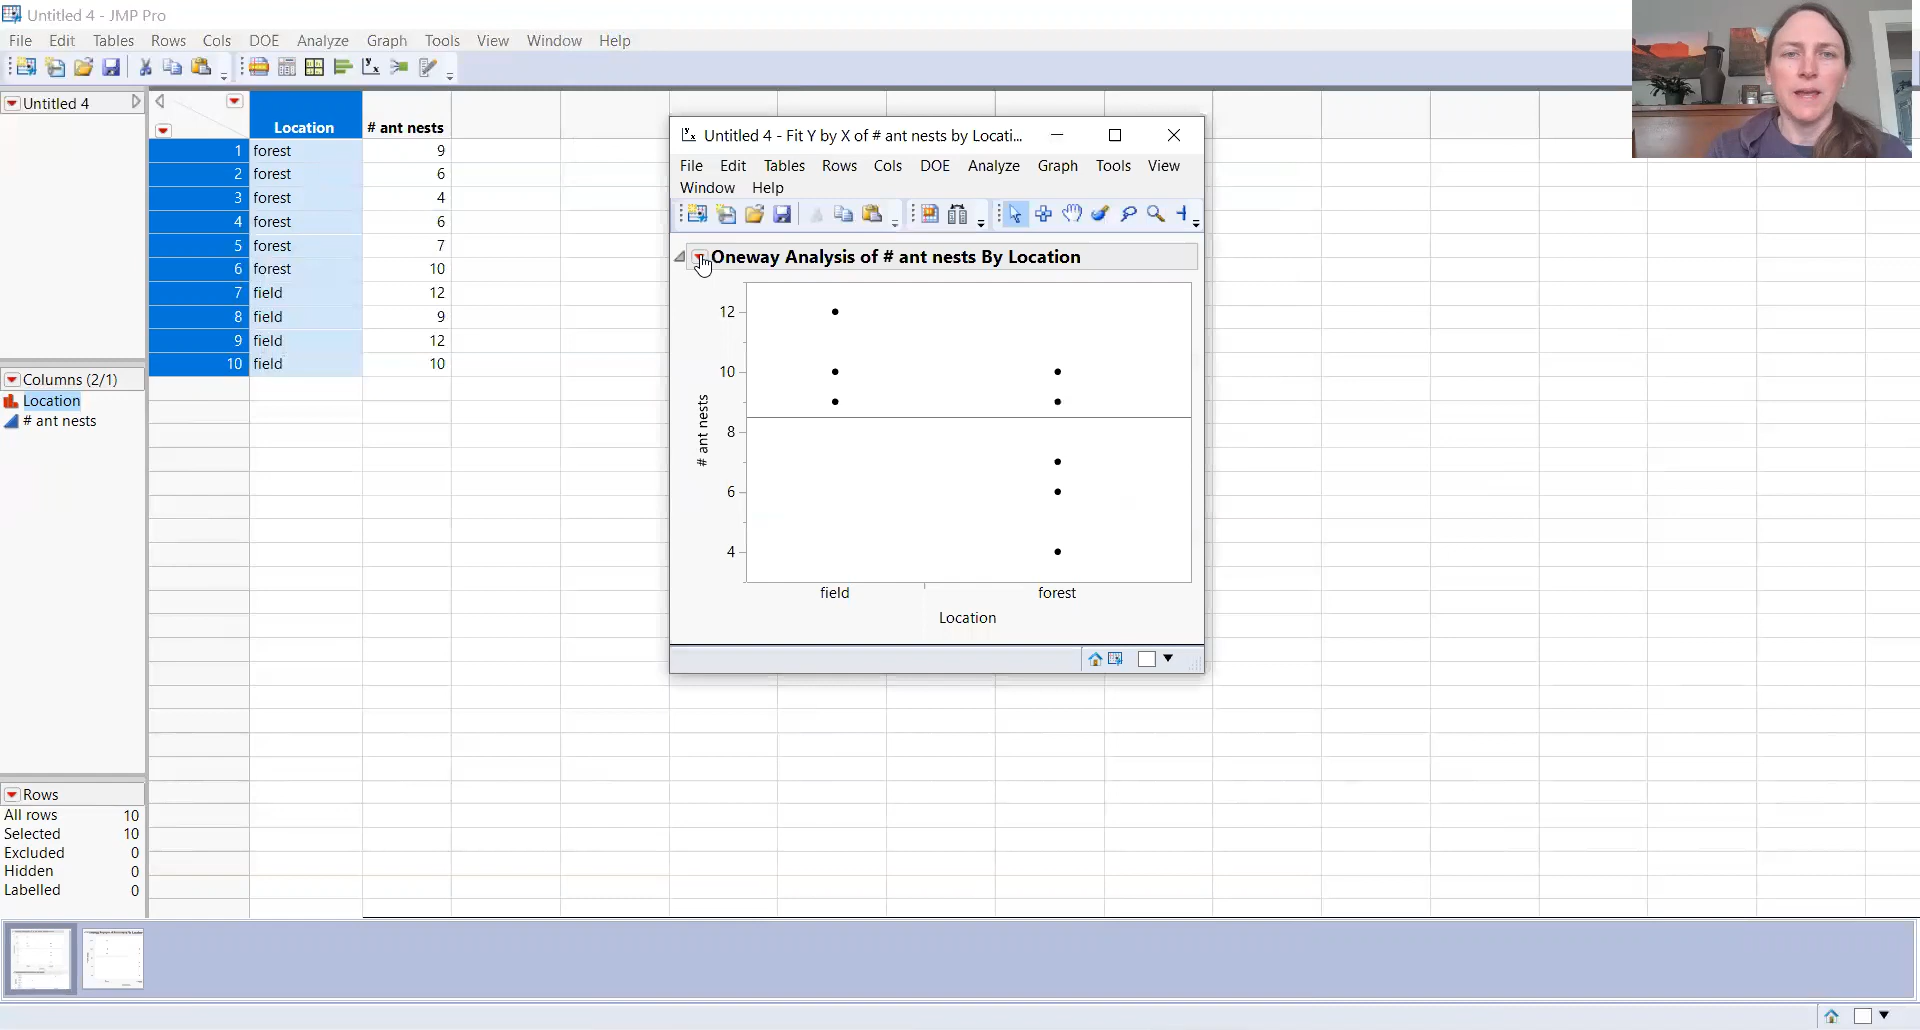 Untitled 4 - JMP Pro
File Edit Tables Rows Cols DOE Analyze Graph Tools View Window Help
Untitled 4
Location # ant nests
1 forest 9
2 forest 6
3 forest 4
4 forest 6
5 forest 7
6 forest 10
7 field 12
8 field 9
9 field 12
10 field 10
Columns (2/1)
Location
# ant nests
Rows
All rows 10
Selected 10
Excluded 0
Hidden 0
Labelled 0
Untitled 4 - Fit Y by X of # ant nests by Locati...
File Edit Tables Rows Cols DOE Analyze Graph Tools View
Window Help
Oneway Analysis of # ant nests By Location
12
10
8
6
4
# ant nests
field forest
Location